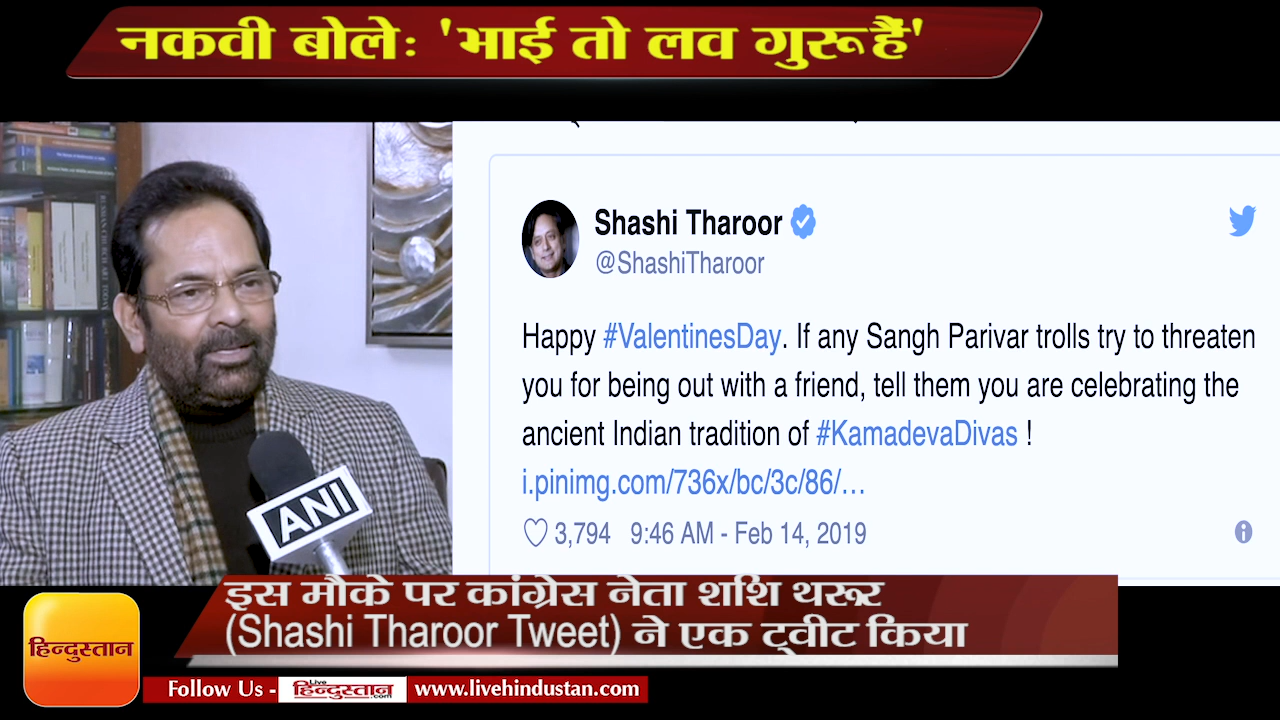 नकवी बोलेः 'भाई तो लव गुरू हैं'
Shashi Tharoor
@ShashiTharoor
Happy #ValentinesDay. If any Sangh Parivar trolls try to threaten
you for being out with a friend, tell them you are celebrating the
ancient Indian tradition of #KamadevaDivas !
i.pinimg.com/736x/bc/3c/86/…
3,794 9:46 AM - Feb 14, 2019
ANI
इस मौके पर कांग्रेस नेता शशि थरूर
(Shashi Tharoor Tweet) ने एक ट्वीट किया
हिन्दुस्तान
Follow Us - Live हिन्दुस्तान .com www.livehindustan.com